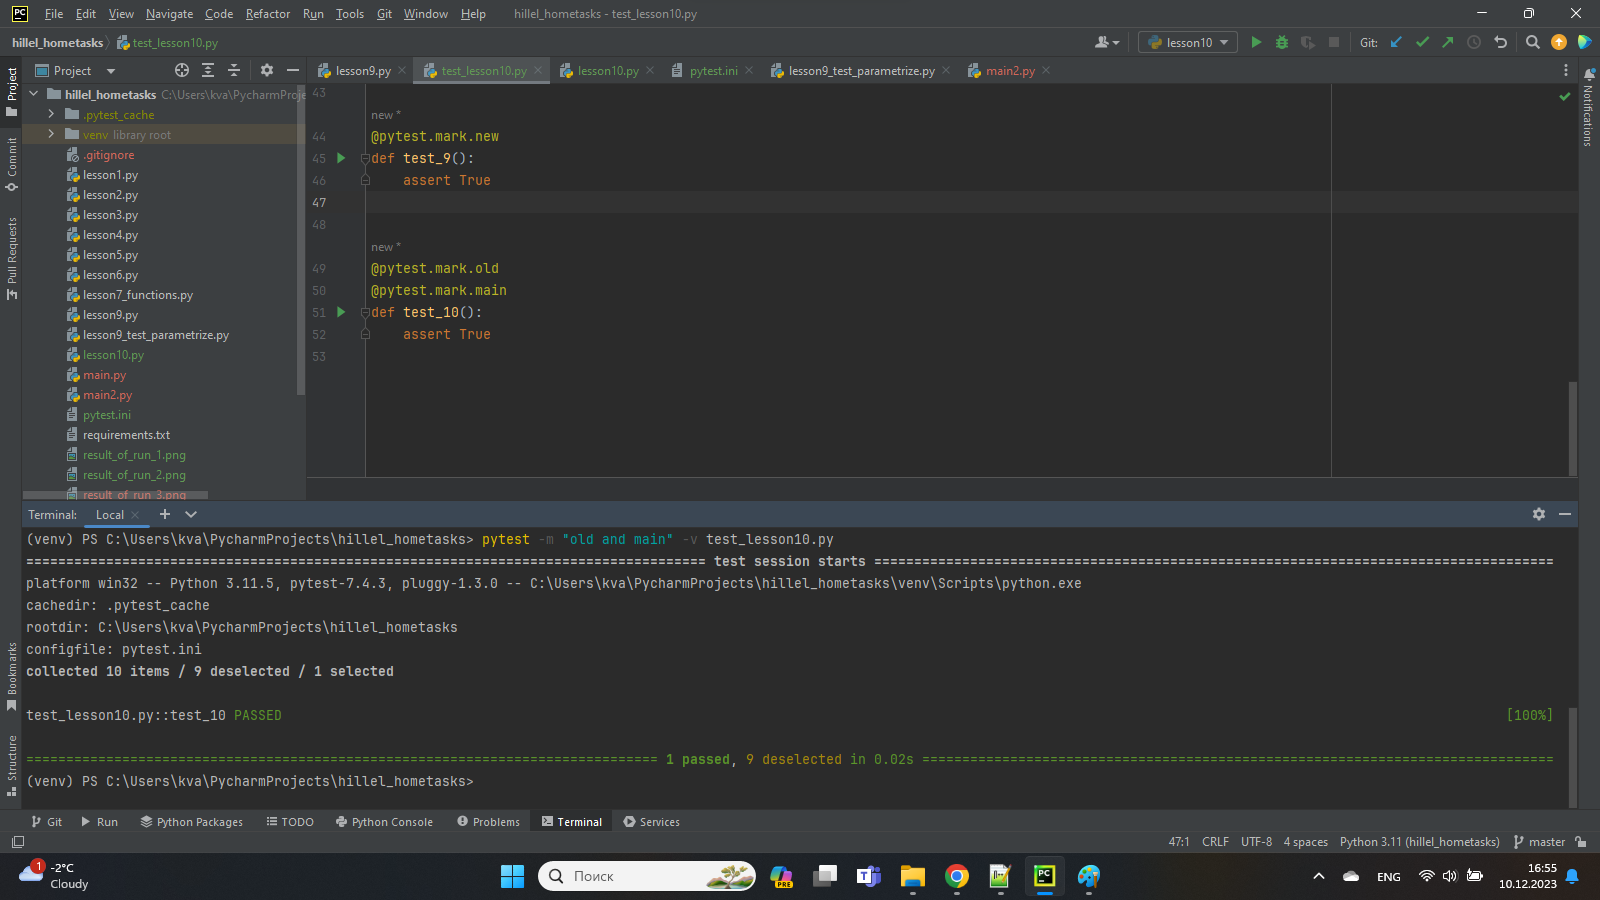 PC File Edit View Navigate Code Refactor Run Tools Git Window Help hillel_hometasks - test_lesson10.py
hillel_hometasks test_lesson10.py lesson10 Git:
Project lesson9.py test_lesson10.py lesson10.py pytest.ini lesson9_test_parametrize.py main2.py
Project
Commit
Pull Requests
Bookmarks
Structure
Notifications
hillel_hometasks C:\Users\kva\PycharmProje
.pytest_cache
venv library root
.gitignore
lesson1.py
lesson2.py
lesson3.py
lesson4.py
lesson5.py
lesson6.py
lesson7_functions.py
lesson9.py
lesson9_test_parametrize.py
lesson10.py
main.py
main2.py
pytest.ini
requirements.txt
result_of_run_1.png
result_of_run_2.png
result_of_run_3.png
43
new *
44 @pytest.mark.new
45 def test_9():
46 assert True
47
48
new *
49 @pytest.mark.old
50 @pytest.mark.main
51 def test_10():
52 assert True
53
Terminal: Local
(venv) PS C:\Users\kva\PycharmProjects\hillel_hometasks> pytest -m "old and main" -v test_lesson10.py
===================================================================================== test session starts =====================================================================================
platform win32 -- Python 3.11.5, pytest-7.4.3, pluggy-1.3.0 -- C:\Users\kva\PycharmProjects\hillel_hometasks\venv\Scripts\python.exe
cachedir: .pytest_cache
rootdir: C:\Users\kva\PycharmProjects\hillel_hometasks
configfile: pytest.ini
collected 10 items / 9 deselected / 1 selected
test_lesson10.py::test_10 PASSED [100%]
=============================================================================== 1 passed, 9 deselected in 0.02s ===============================================================================
(venv) PS C:\Users\kva\PycharmProjects\hillel_hometasks>
Git Run Python Packages TODO Python Console Problems Terminal Services
47:1 CRLF UTF-8 4 spaces Python 3.11 (hillel_hometasks) master
1 -2°C
Cloudy
Поиск
PRE
PC
ENG
16:55
10.12.2023